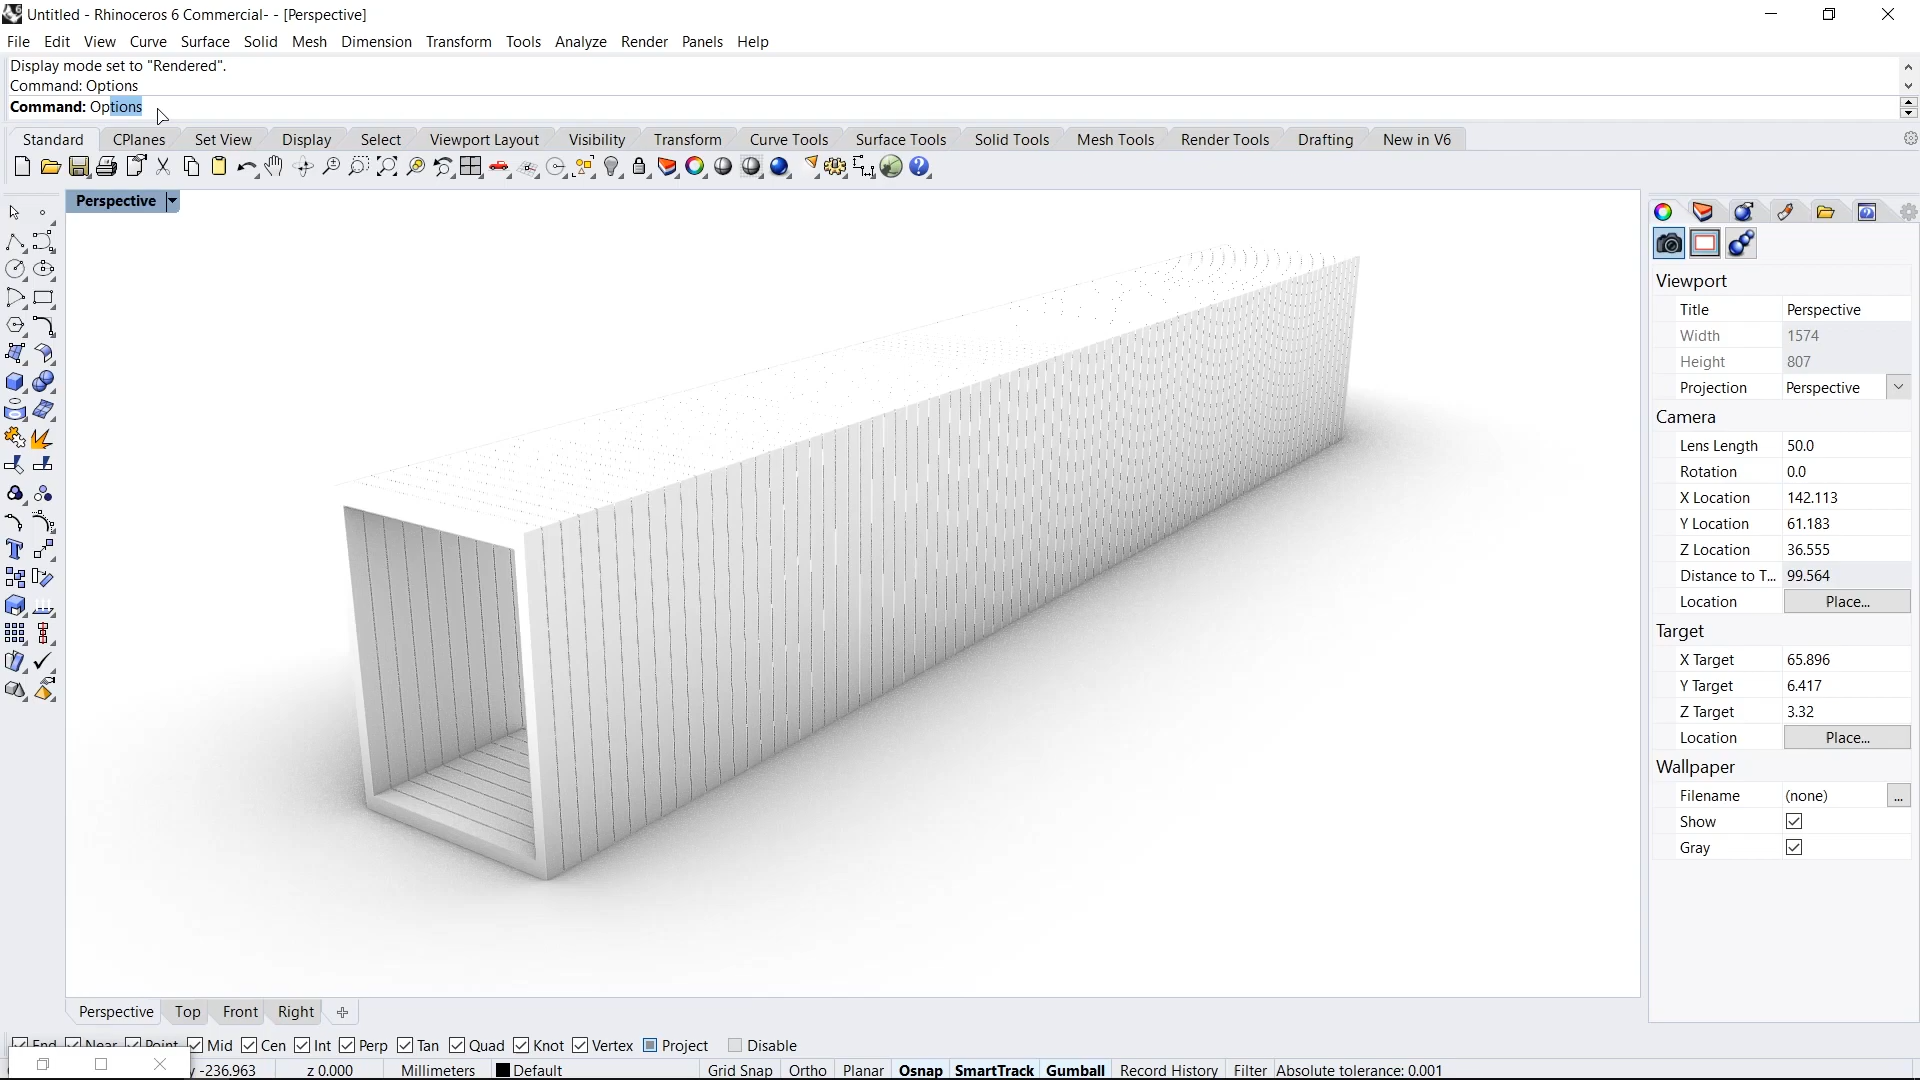 Untitled - Rhinoceros 6 Commercial- - [Perspective]
File Edit View Curve Surface Solid Mesh Dimension Transform Tools Analyze Render Panels Help
Display mode set to "Rendered".
Command: Options
Command: Options
Standard CPlanes Set View Display Select Viewport Layout Visibility Transform Curve Tools Surface Tools Solid Tools Mesh Tools Render Tools Drafting New in V6
Perspective
Viewport
Title Perspective
Width 1574
Height 807
Projection Perspective
Camera
Lens Length 50.0
Rotation 0.0
X Location 142.113
Y Location 61.183
Z Location 36.555
Distance to T... 99.564
Location Place...
Target
X Target 65.896
Y Target 6.417
Z Target 3.32
Location Place...
Wallpaper
Filename (none) ...
Show
Gray
Perspective Top Front Right
End Near Point Mid Cen Int Perp Tan Quad Knot Vertex Project Disable
y -236.963 z 0.000 Millimeters Default Grid Snap Ortho Planar Osnap SmartTrack Gumball Record History Filter Absolute tolerance: 0.001